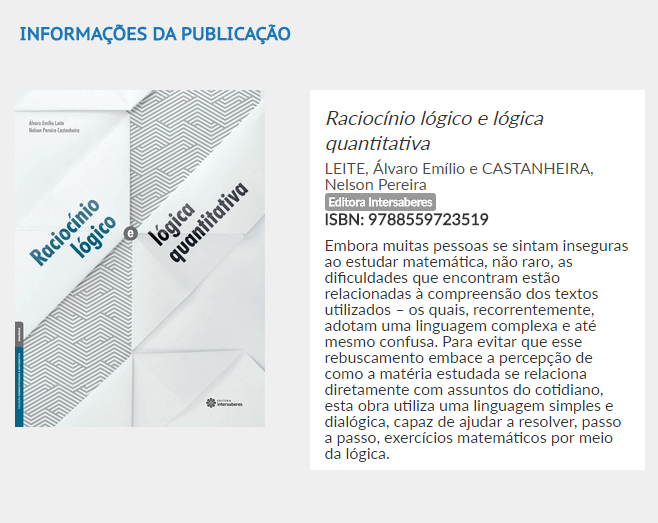 INFORMAÇÕES DA PUBLICAÇÃO
Álvaro Emílio Leite
Nelson Pereira Castanheira
Raciocínio
lógico
e
lógica
quantitativa
EDITORA
intersaberes
Raciocínio lógico e lógica
quantitativa
LEITE, Álvaro Emílio e CASTANHEIRA,
Nelson Pereira
Editora Intersaberes
ISBN: 9788559723519
Embora muitas pessoas se sintam inseguras
ao estudar matemática, não raro, as
dificuldades que encontram estão
relacionadas à compreensão dos textos
utilizados – os quais, recorrentemente,
adotam uma linguagem complexa e até
mesmo confusa. Para evitar que esse
rebuscamento embace a percepção de
como a matéria estudada se relaciona
diretamente com assuntos do cotidiano,
esta obra utiliza uma linguagem simples e
dialógica, capaz de ajudar a resolver, passo
a passo, exercícios matemáticos por meio
da lógica.